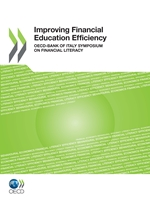 Improving Financial
Education Efficiency
OECD-BANK OF ITALY SYMPOSIUM
ON FINANCIAL LITERACY
OECD